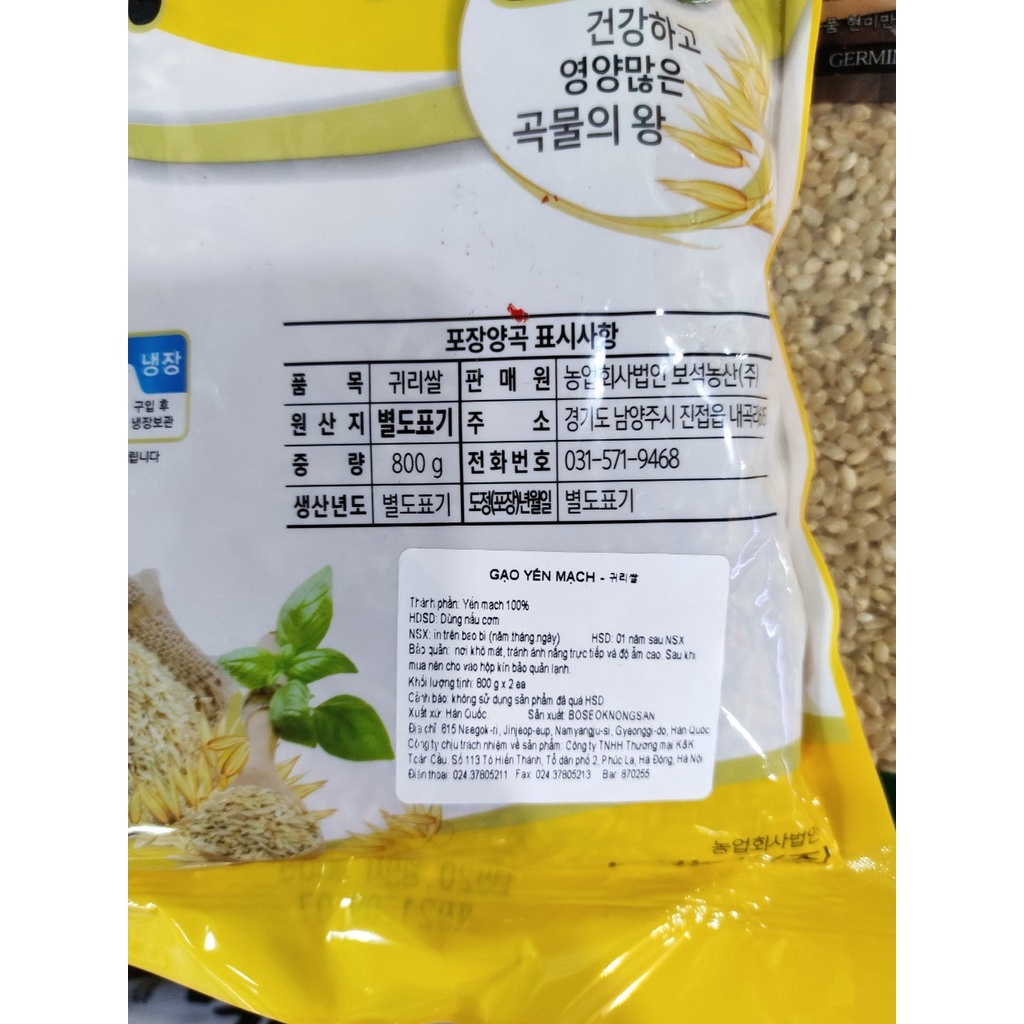 건강하고
영양많은
곡물의 왕
품 현미만
GERMI
냉장
구입 후
냉장보관
립니다
포장양곡 표시사항
품 목 귀리쌀 판 매 원 농업회사법인 보석농산(주)
원 산 지 별도표기 주 소 경기도 남양주시 진접읍 내곡리
중 량 800 g 전화번호 031-571-9468
생산년도 별도표기 도정(포장)년월일 별도표기
GẠO YẾN MẠCH - 귀리쌀
Thành phần: Yến mạch 100%
HDSD: Dùng nấu cơm
NSX: in trên bao bì (năm.tháng.ngày) HSD: 01 năm sau NSX
Bảo quản: nơi khô mát, tránh ánh nắng trực tiếp và độ ẩm cao. Sau khi
mua nên cho vào hộp kín bảo quản lạnh.
Khối lượng tịnh: 800 g x 2 ea
Cảnh báo: không sử dụng sản phẩm đã quá HSD
Xuất xứ: Hàn Quốc Sản xuất: BOSEOKNONGSAN
Địa chỉ: 615 Naegok-ri, Jinjeop-eup, Namyangju-si, Gyeonggi-do, Hàn Quốc
Công ty chịu trách nhiệm về sản phẩm: Công ty TNHH Thương mại K&K
Toàn Cầu. Số 113 Tô Hiến Thành, Tổ dân phố 2, Phúc La, Hà Đông, Hà Nội
Điện thoại: 024 37805211 Fax: 024 37805213 Bar: 870255
농업회사법인